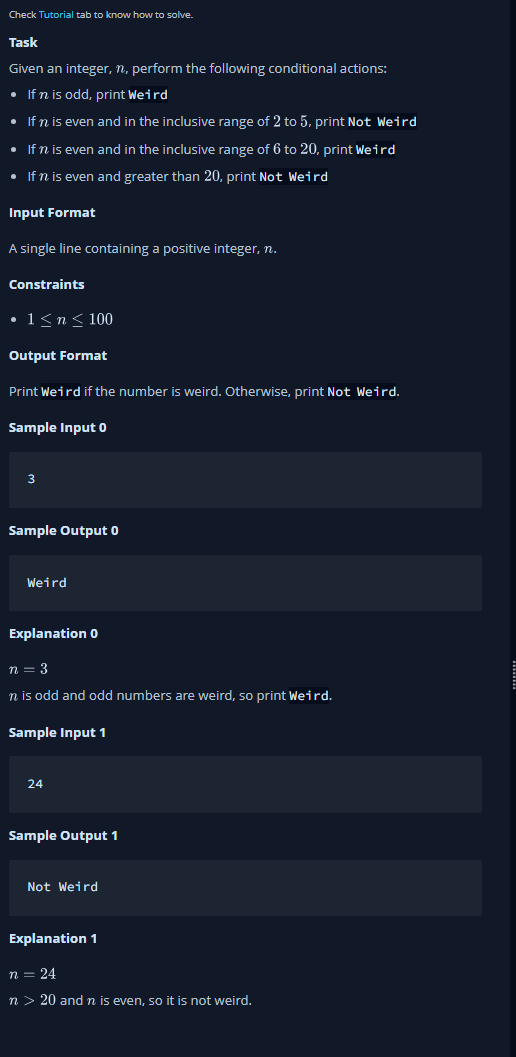 Check Tutorial tab to know how to solve.
Task
Given an integer, n, perform the following conditional actions:
• If n is odd, print Weird
• If n is even and in the inclusive range of 2 to 5, print Not Weird
• If n is even and in the inclusive range of 6 to 20, print Weird
• If n is even and greater than 20, print Not Weird
Input Format
A single line containing a positive integer, n.
Constraints
• 1 ≤ n ≤ 100
Output Format
Print Weird if the number is weird. Otherwise, print Not Weird.
Sample Input 0
3
Sample Output 0
Weird
Explanation 0
n = 3
n is odd and odd numbers are weird, so print Weird.
Sample Input 1
24
Sample Output 1
Not Weird
Explanation 1
n = 24
n > 20 and n is even, so it is not weird.